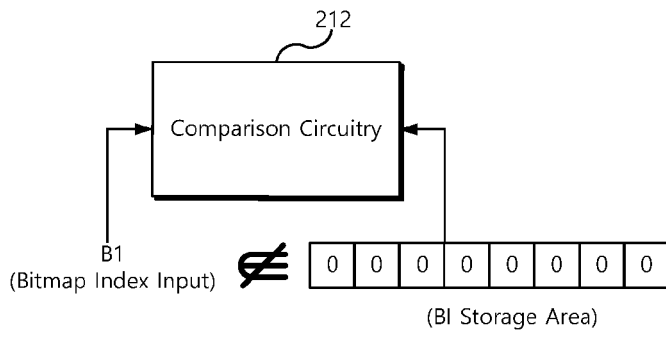 212
Comparison Circuitry
B1
(Bitmap Index Input)
∉
0 0 0 0 0 0 0 0
(BI Storage Area)